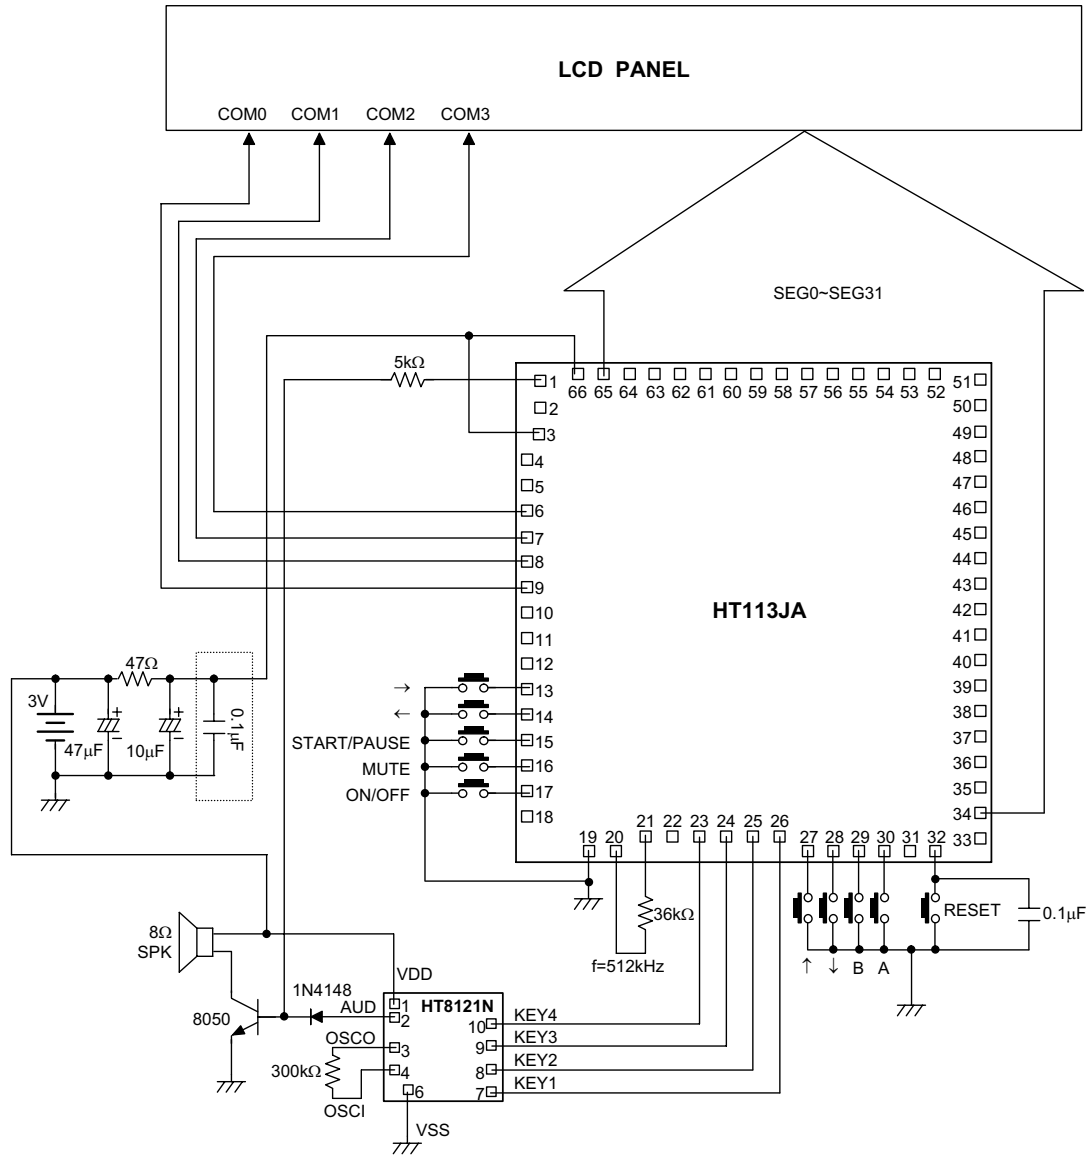 LCD PANEL
COM0 COM1 COM2 COM3
SEG0~SEG31
5kΩ
1
2
3
4
5
6
7
8
9
10
11
12
13
14
15
16
17
18
66 65 64 63 62 61 60 59 58 57 56 55 54 53 52
51
50
49
48
47
46
45
44
43
42
41
40
39
38
37
36
35
34
33
HT113JA
47Ω
3V
+
+
47µF
−
10µF
−
0.1µF
→
←
START/PAUSE
MUTE
ON/OFF
19 20 21 22 23 24 25 26 27 28 29 30 31 32
36kΩ
f=512kHz
RESET
0.1µF
↑ ↓ B A
8Ω
SPK
VDD
1N4148
AUD
8050
OSCO
300kΩ
OSCI
HT8121N
1
2
3
4
6
10
9
8
7
KEY4
KEY3
KEY2
KEY1
VSS